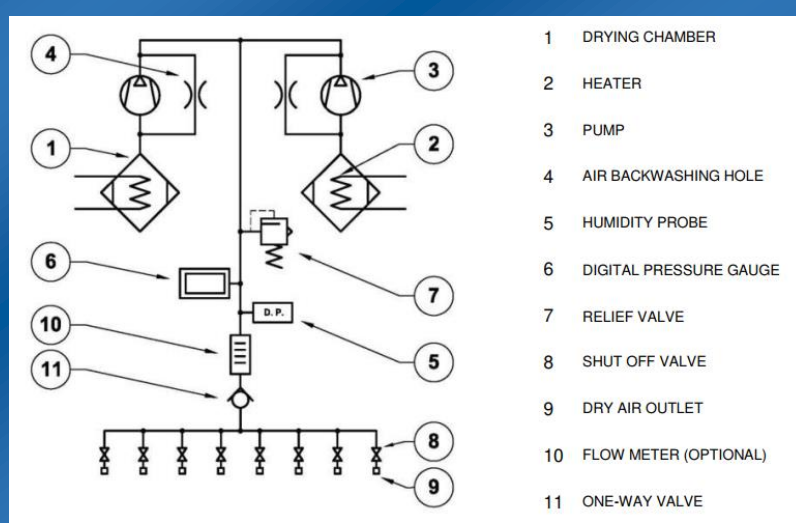 4
3
1
2
6
7
D. P.
10
5
11
8
9
1 DRYING CHAMBER
2 HEATER
3 PUMP
4 AIR BACKWASHING HOLE
5 HUMIDITY PROBE
6 DIGITAL PRESSURE GAUGE
7 RELIEF VALVE
8 SHUT OFF VALVE
9 DRY AIR OUTLET
10 FLOW METER (OPTIONAL)
11 ONE-WAY VALVE